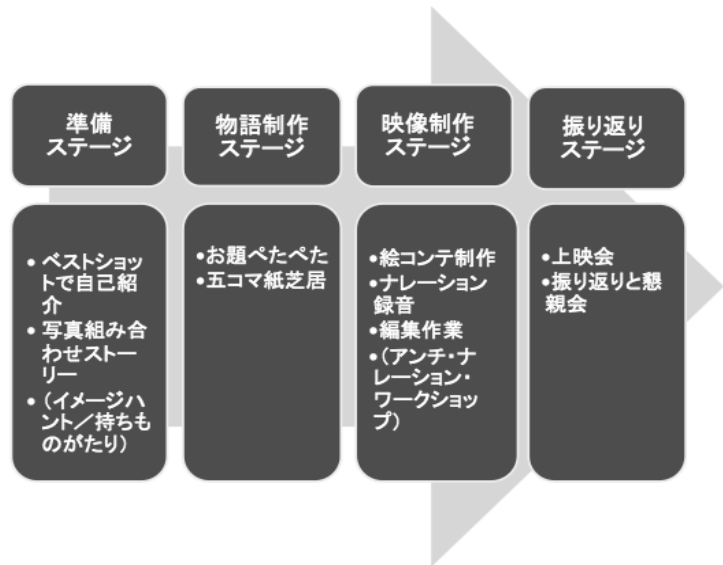 準備
ステージ
• ベストショッ
トで自己紹
介
• 写真組み合
わせストー
リー
• (イメージハ
ント／持ちも
のがたり)
物語制作
ステージ
•お題ぺたぺた
•五コマ紙芝居
映像制作
ステージ
•絵コンテ制作
•ナレーション
録音
•編集作業
•(アンチ・ナ
レーション・
ワークショッ
プ)
振り返り
ステージ
•上映会
•振り返りと懇
親会